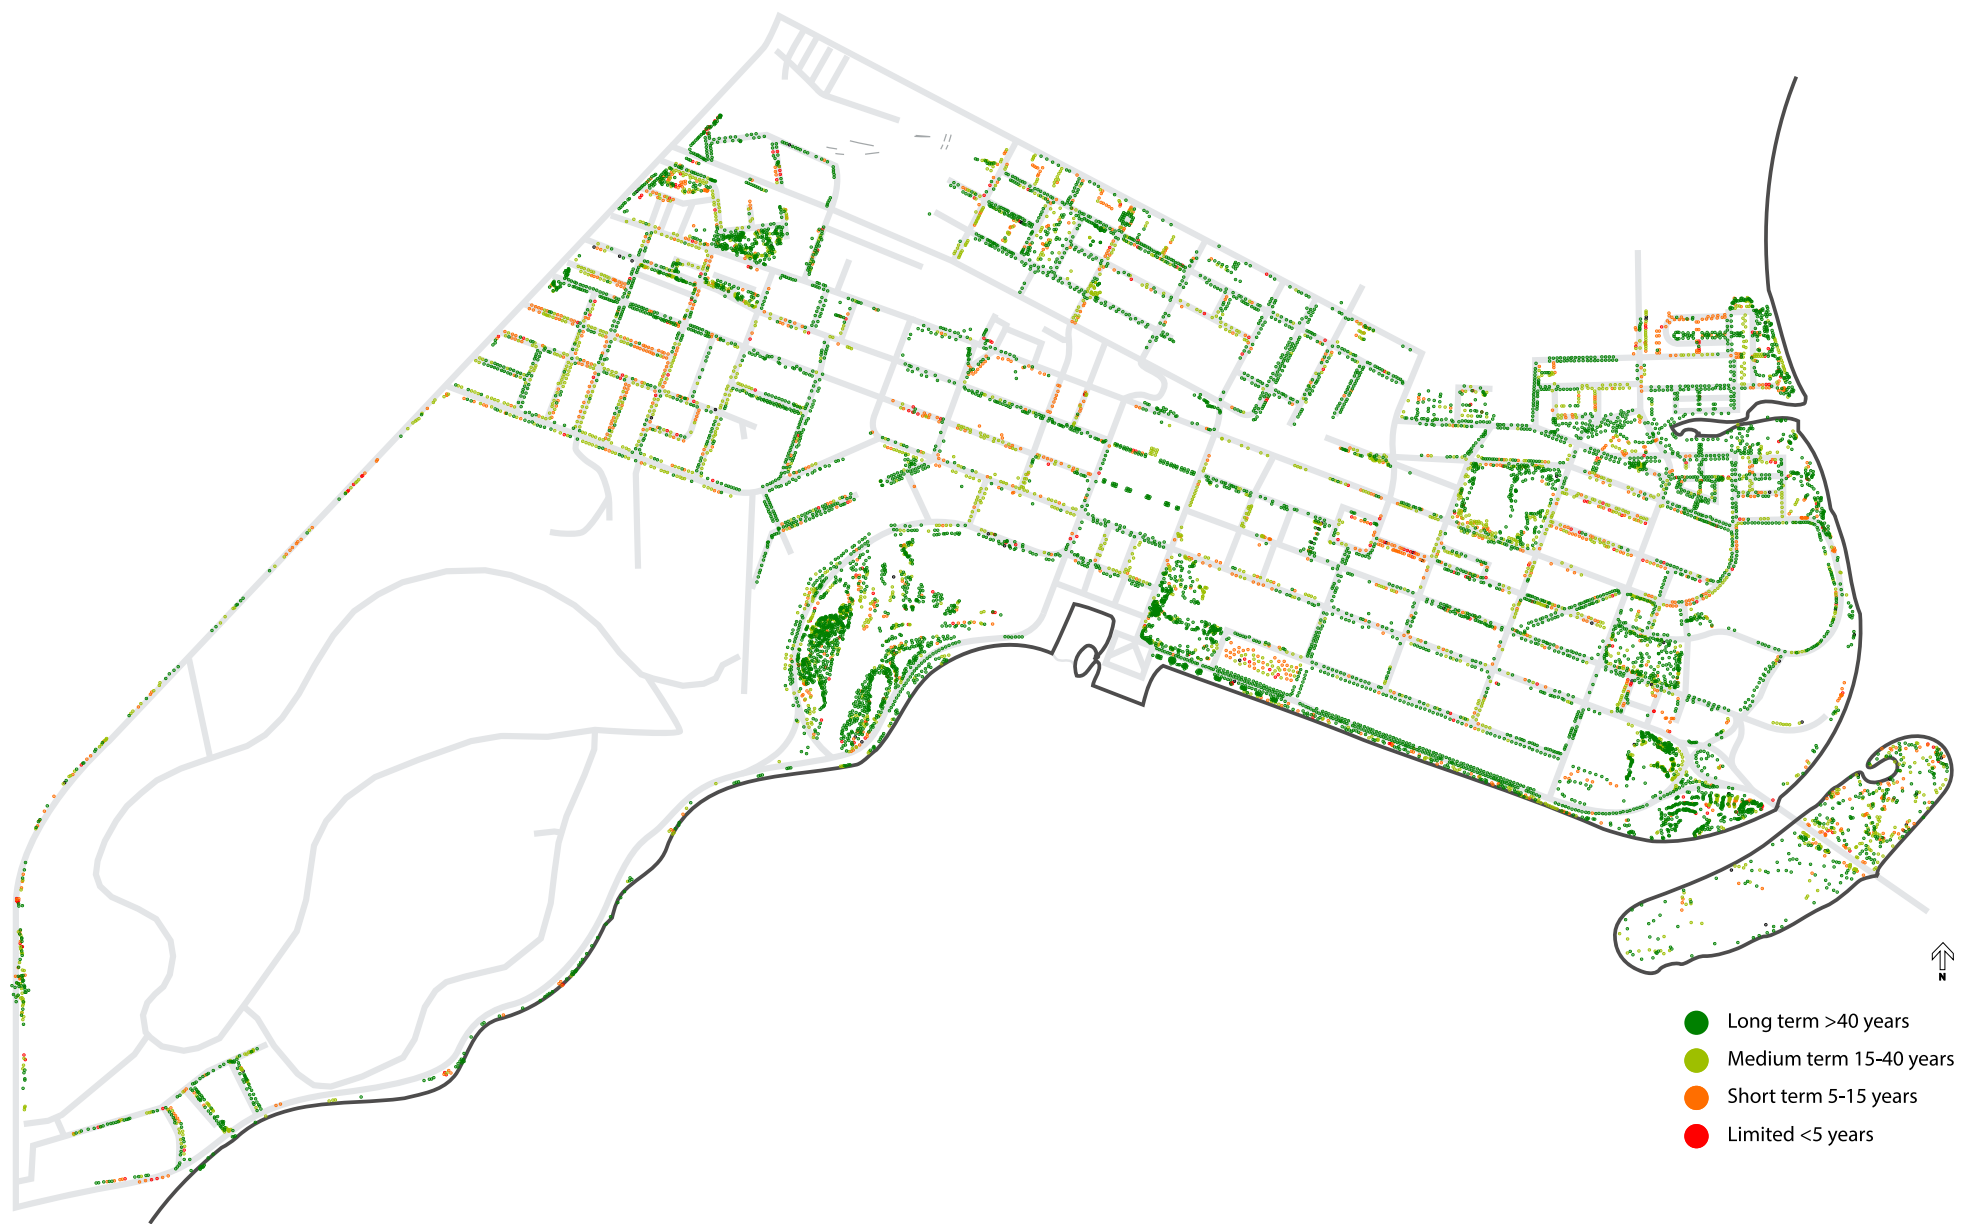 N
Long term >40 years
Medium term 15-40 years
Short term 5-15 years
Limited <5 years